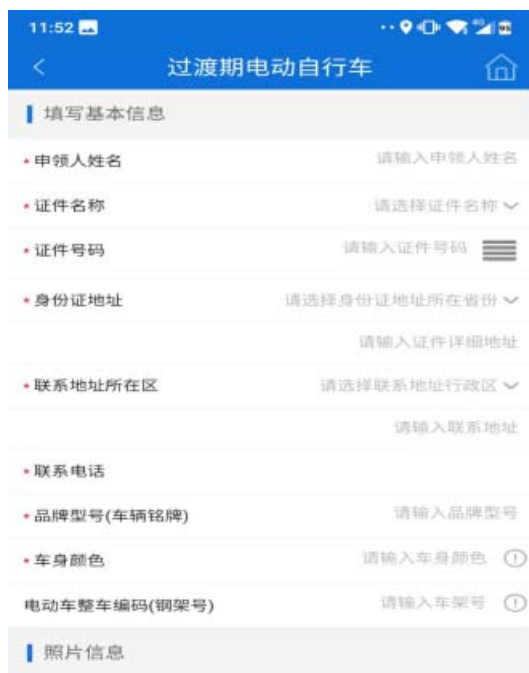 11:52
过渡期电动自行车
填写基本信息
*申领人姓名 请输入申领人姓名
*证件名称 请选择证件名称
*证件号码 请输入证件号码
*身份证地址 请选择身份证地址所在省份
请输入证件详细地址
*联系地址所在区 请选择联系地址行政区
请输入联系地址
*联系电话
*品牌型号(车辆铭牌) 请输入品牌型号
*车身颜色 请输入车身颜色
电动车整车编码(钢架号) 请输入车架号
照片信息